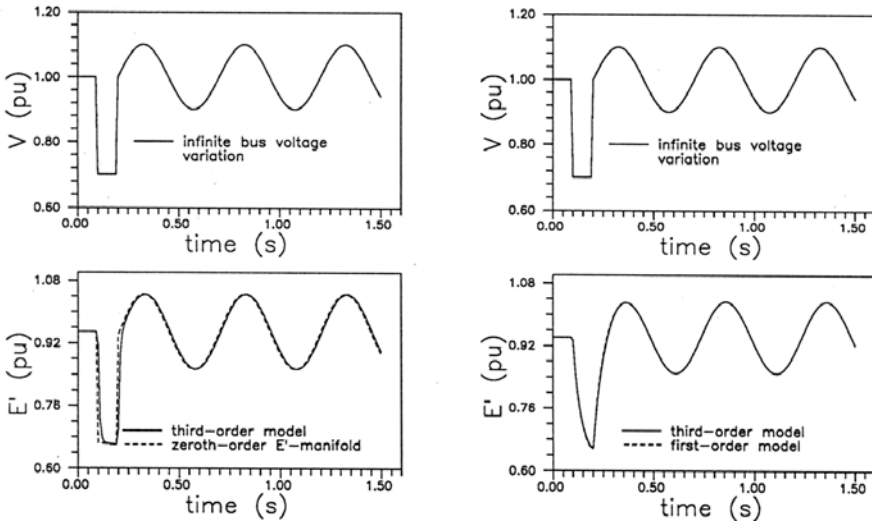 1.20
1.00
0.80
0.60
V (pu)
infinite bus voltage
variation
0.00 0.50 1.00 1.50
time (s)
1.20
1.00
0.80
0.60
V (pu)
infinite bus voltage
variation
0.00 0.50 1.00 1.50
time (s)
1.08
0.92
0.78
0.60
E' (pu)
third-order model
zeroth-order E'-manifold
0.00 0.50 1.00 1.50
time (s)
1.08
0.92
0.76
0.60
E' (pu)
third-order model
first-order model
0.00 0.50 1.00 1.50
time (s)